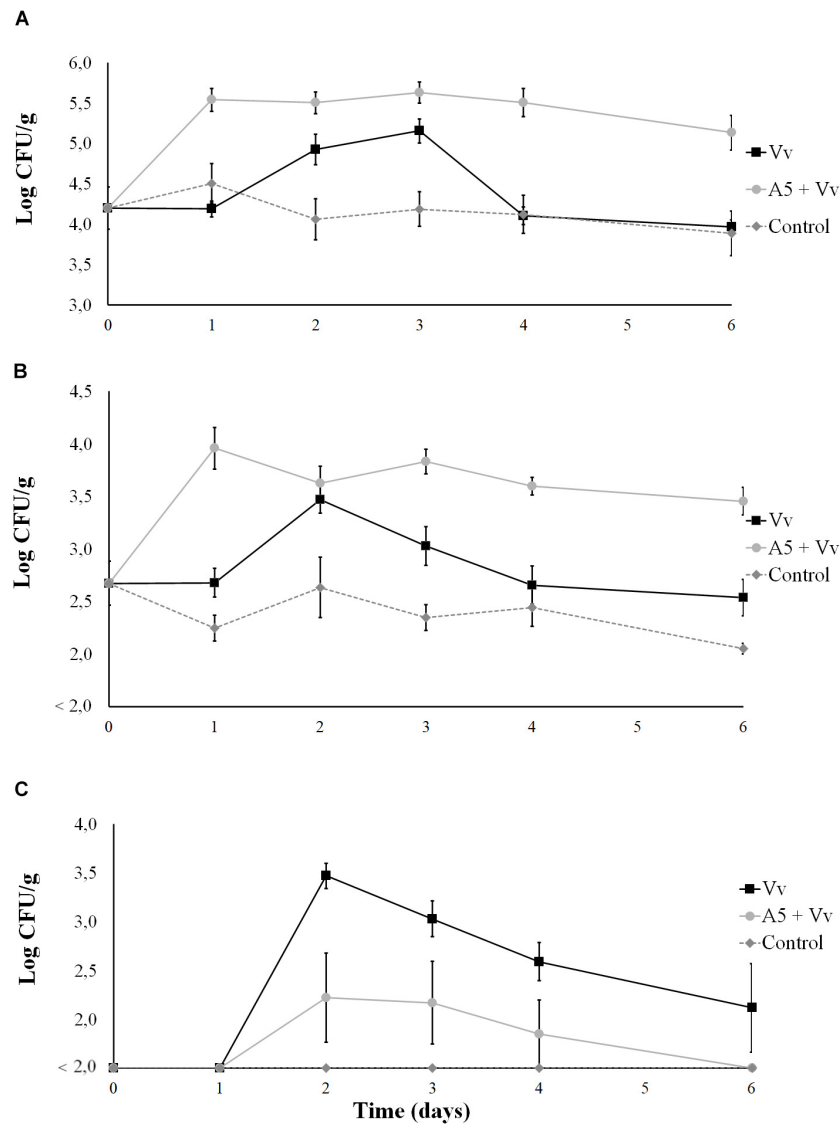 A
6,0
5,5
5,0
4,5
4,0
3,5
3,0
Log CFU/g
0 1 2 3 4 5 6
Vv
A5 + Vv
Control
B
4,5
4,0
3,5
3,0
2,5
2,0
< 2,0
Log CFU/g
0 1 2 3 4 5 6
Vv
A5 + Vv
Control
C
4,0
3,5
3,0
2,5
2,0
< 2,0
Log CFU/g
0 1 2 3 4 5 6
Vv
A5 + Vv
Control
Time (days)